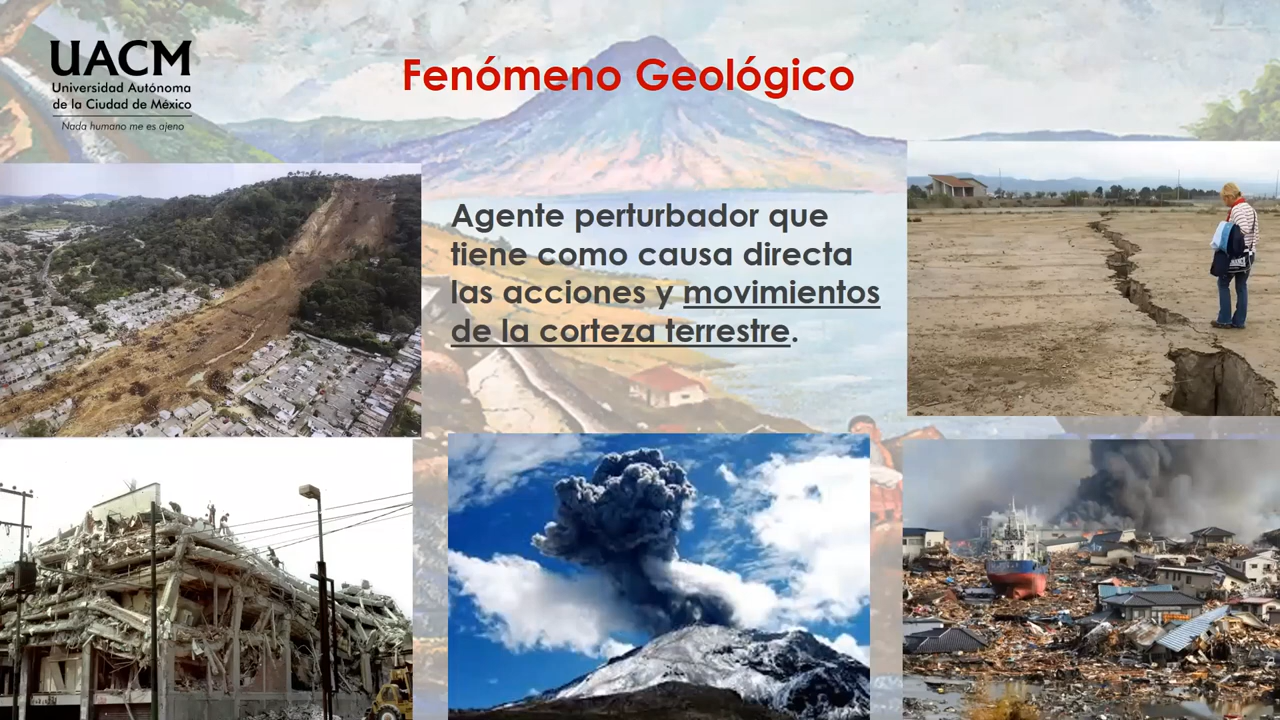 UACM
Universidad Autónoma
de la Ciudad de México
Nada humano me es ajeno
Fenómeno Geológico
Agente perturbador que
tiene como causa directa
las acciones y movimientos
de la corteza terrestre.